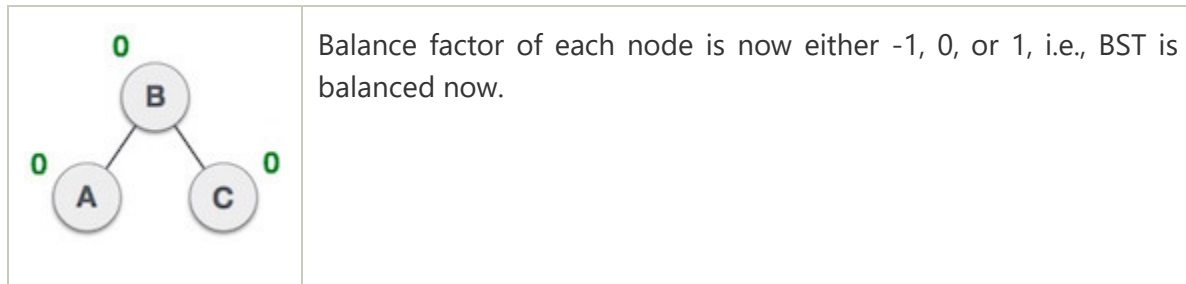 0
B
0
0
A
C
Balance factor of each node is now either -1, 0, or 1, i.e., BST is
balanced now.